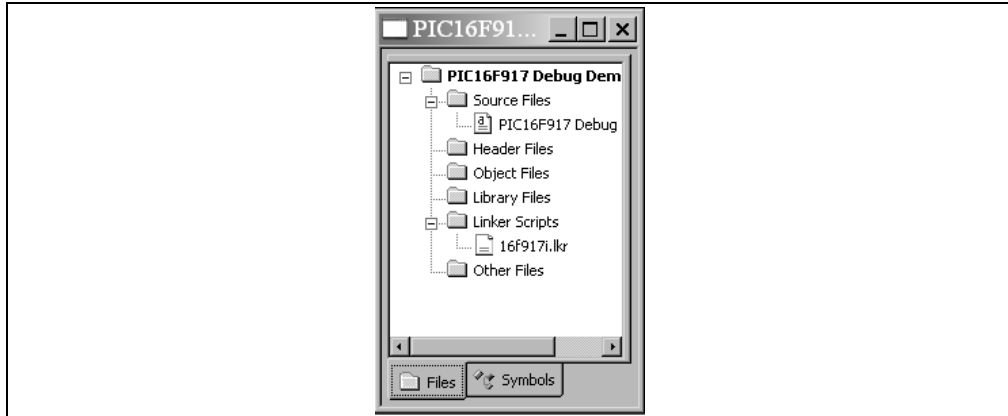 PIC16F91...
PIC16F917 Debug Dem
Source Files
PIC16F917 Debug
Header Files
Object Files
Library Files
Linker Scripts
16f917i.lkr
Other Files
Files Symbols